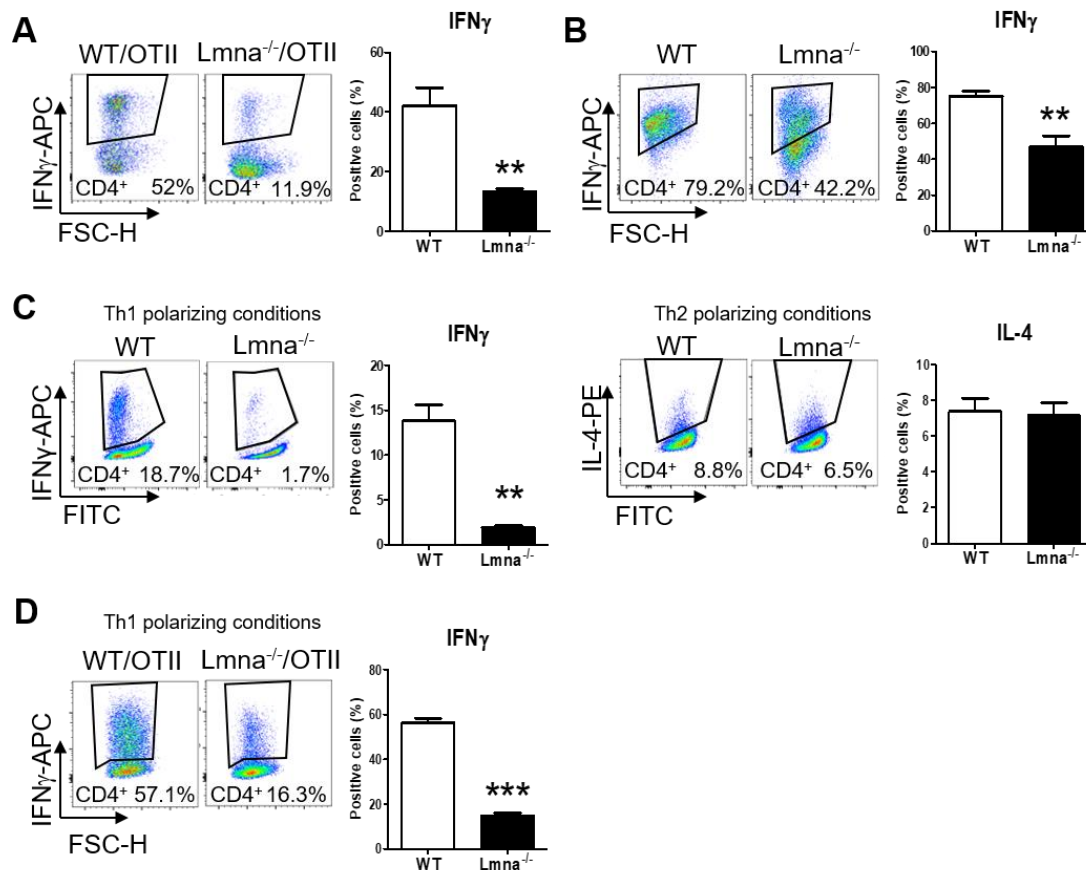 A
WT/OTII Lmna⁻/⁻/OTII
IFNγ-APC
CD4⁺ 52%
CD4⁺ 11.9%
FSC-H
IFNγ
Positive cells (%)
60
40
20
0
**
WT Lmna⁻/⁻
B
WT Lmna⁻/⁻
IFNγ-APC
CD4⁺ 79.2%
CD4⁺ 42.2%
FSC-H
IFNγ
Positive cells (%)
100
80
60
40
20
0
**
WT Lmna⁻/⁻
C
Th1 polarizing conditions
WT Lmna⁻/⁻
IFNγ-APC
CD4⁺ 18.7%
CD4⁺ 1.7%
FITC
IFNγ
Positive cells (%)
20
15
10
5
0
**
WT Lmna⁻/⁻
Th2 polarizing conditions
WT Lmna⁻/⁻
IL-4-PE
CD4⁺ 8.8%
CD4⁺ 6.5%
FITC
IL-4
Positive cells (%)
10
8
6
4
2
0
WT Lmna⁻/⁻
D
Th1 polarizing conditions
WT/OTII Lmna⁻/⁻/OTII
IFNγ-APC
CD4⁺ 57.1%
CD4⁺ 16.3%
FSC-H
IFNγ
Positive cells (%)
80
60
40
20
0
***
WT Lmna⁻/⁻